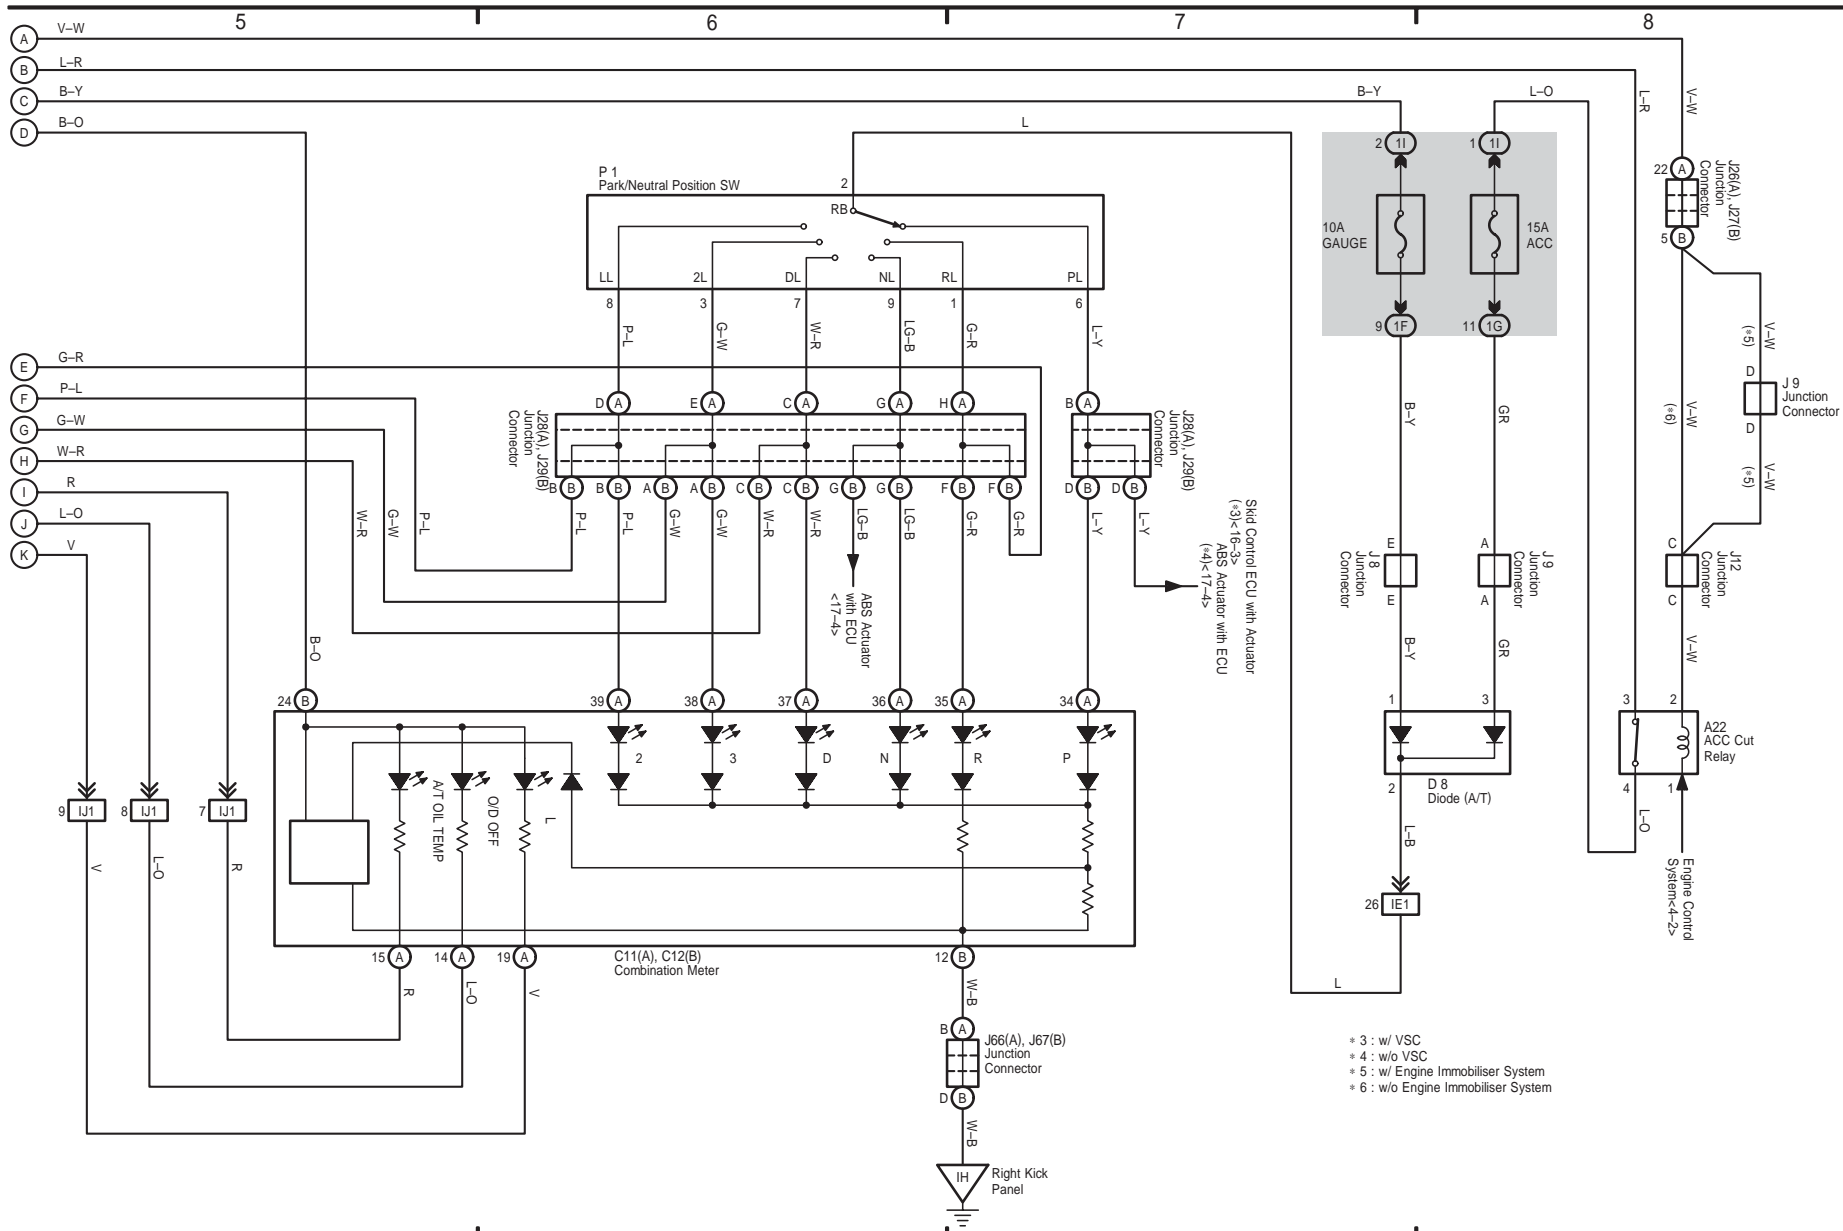 5
6
7
8
A
V–W
B
L–R
C
B–Y
D
B–O
E
G–R
F
P–L
G
G–W
H
W–R
I
R
J
L–O
K
V
B–Y
L–O
L
L–R
V–W
P 1
Park/Neutral Position SW
2
RB
LL
2L
DL
NL
RL
PL
8
3
7
9
1
6
P–L
G–W
W–R
LG–B
G–R
L–Y
2
1I
1
1I
10A
GAUGE
15A
ACC
9
1F
11
1G
22
A
J26(A), J27(B)
Junction
Connector
5
B
V–W
(*5)
D
J 9
Junction
Connector
D
V–W
(*5)
V–W
(*6)
B–Y
GR
D
A
E
A
C
A
G
A
H
A
B
A
J28(A), J29(B)
Junction
Connector
J28(A), J29(B)
Junction
Connector
B
B
B
B
A
B
A
B
C
B
C
B
G
B
G
B
F
B
F
B
D
B
D
B
W–R
G–W
P–L
P–L
P–L
G–W
G–W
W–R
W–R
LG–B
LG–B
G–R
G–R
L–Y
L–Y
ABS Actuator
with ECU
<17–4>
Skid Control ECU with Actuator
(*3)<16–3>
ABS Actuator with ECU
(*4)<17–4>
E
J 8
Junction
Connector
E
A
J 9
Junction
Connector
A
C
J12
Junction
Connector
C
B–Y
GR
V–W
B–O
24
B
39
A
38
A
37
A
36
A
35
A
34
A
2
3
D
N
R
P
A/T OIL TEMP
O/D OFF
L
1
3
D 8
Diode (A/T)
2
3
2
A22
ACC Cut
Relay
4
1
9
IJ1
8
IJ1
7
IJ1
V
L–O
R
L–B
L–O
26
IE1
Engine Control
System<4–2>
15
A
14
A
19
A
C11(A), C12(B)
Combination Meter
12
B
R
L–O
V
W–B
L
B
A
J66(A), J67(B)
Junction
Connector
D
B
W–B
IH
Right Kick
Panel
* 3 : w/ VSC
* 4 : w/o VSC
* 5 : w/ Engine Immobiliser System
* 6 : w/o Engine Immobiliser System